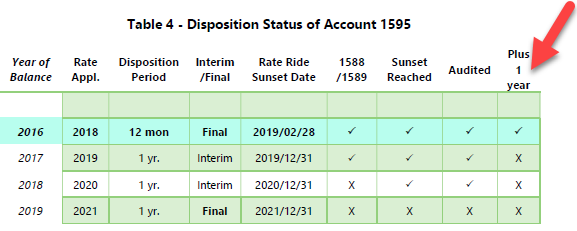 Table 4 - Disposition Status of Account 1595
Year of Balance Rate Appl. Disposition Period Interim /Final Rate Ride Sunset Date 1588 /1589 Sunset Reached Audited Plus 1 year
2016 2018 12 mon Final 2019/02/28 ✓ ✓ ✓ ✓
2017 2019 1 yr. Interim 2019/12/31 ✓ ✓ ✓ X
2018 2020 1 yr. Interim 2020/12/31 X ✓ ✓ X
2019 2021 1 yr. Final 2021/12/31 X X X X